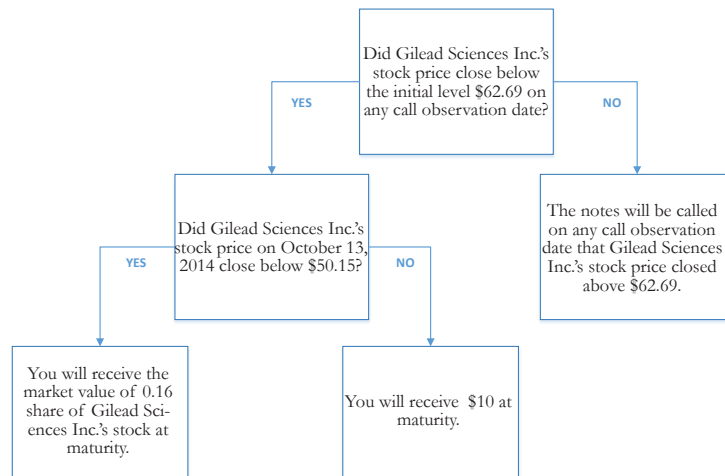 Did Gilead Sciences Inc.'s
stock price close below
the initial level $62.69 on
any call observation date?
YES
NO
Did Gilead Sciences Inc.'s
stock price on October 13,
2014 close below $50.15?
The notes will be called
on any call observation
date that Gilead Sciences
Inc.'s stock price closed
above $62.69.
YES
NO
You will receive the
market value of 0.16
share of Gilead Sci-
ences Inc.'s stock at
maturity.
You will receive $10 at
maturity.